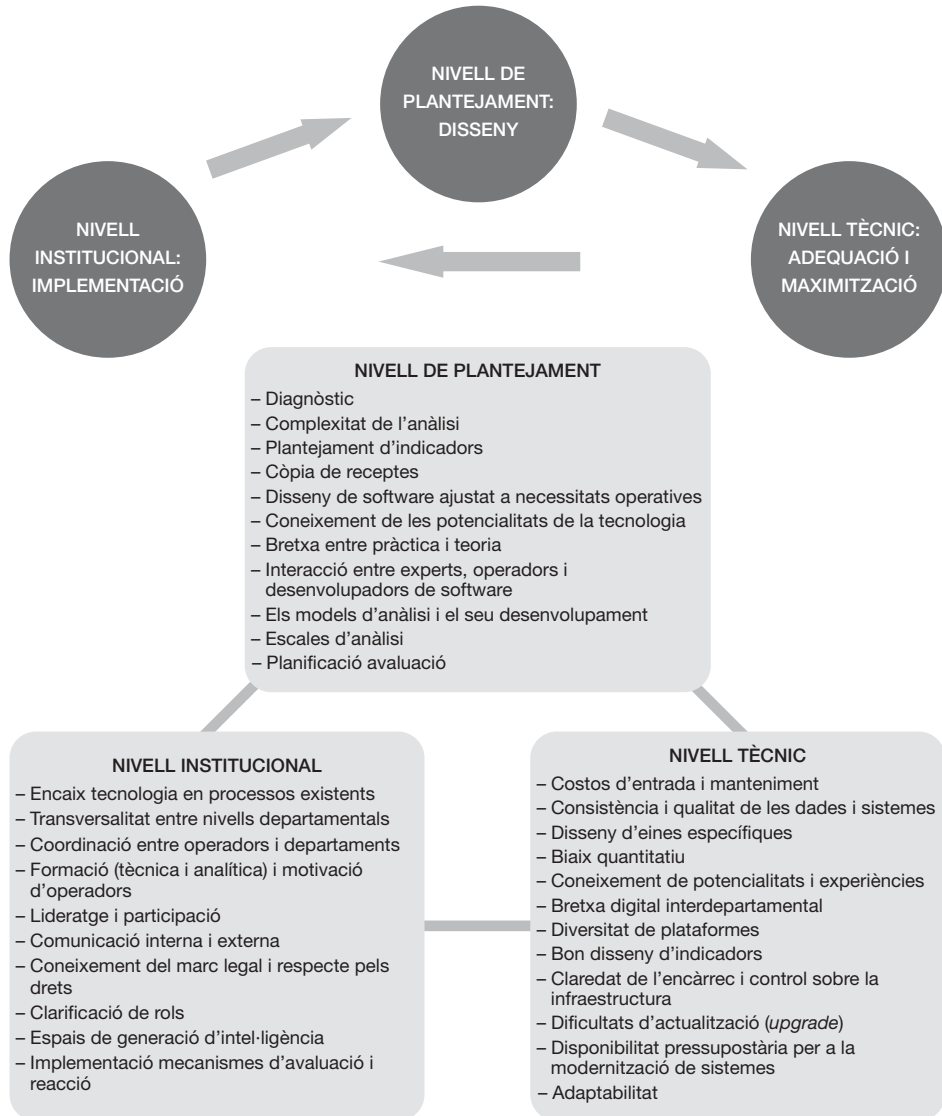 NIVELL DE
PLANTEJAMENT:
DISSENY
NIVELL
INSTITUCIONAL:
IMPLEMENTACIÓ
NIVELL TÈCNIC:
ADEQUACIÓ I
MAXIMITZACIÓ
NIVELL DE PLANTEJAMENT
– Diagnòstic
– Complexitat de l’anàlisi
– Plantejament d’indicadors
– Còpia de receptes
– Disseny de software ajustat a necessitats operatives
– Coneixement de les potencialitats de la tecnologia
– Bretxa entre pràctica i teoria
– Interacció entre experts, operadors i
desenvolupadors de software
– Els models d’anàlisi i el seu desenvolupament
– Escales d’anàlisi
– Planificació avaluació
NIVELL INSTITUCIONAL
– Encaix tecnologia en processos existents
– Transversalitat entre nivells departamentals
– Coordinació entre operadors i departaments
– Formació (tècnica i analítica) i motivació
d’operadors
– Lideratge i participació
– Comunicació interna i externa
– Coneixement del marc legal i respecte pels
drets
– Clarificació de rols
– Espais de generació d’intel·ligència
– Implementació mecanismes d’avaluació i
reacció
NIVELL TÈCNIC
– Costos d’entrada i manteniment
– Consistència i qualitat de les dades i sistemes
– Disseny d’eines específiques
– Biaix quantitatiu
– Coneixement de potencialitats i experiències
– Bretxa digital interdepartamental
– Diversitat de plataformes
– Bon disseny d’indicadors
– Claredat de l’encàrrec i control sobre la
infraestructura
– Dificultats d’actualització (upgrade)
– Disponibilitat pressupostària per a la
modernització de sistemes
– Adaptabilitat